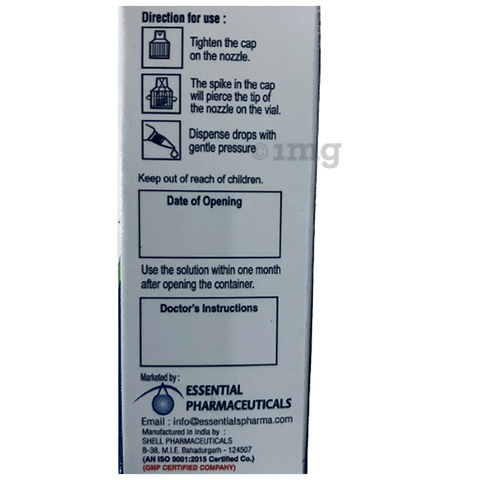 Direction for use :
Tighten the cap
on the nozzle.
The spike in the cap
will pierce the tip of
the nozzle on the vial.
Dispense drops with
gentle pressure
1mg
Keep out of reach of children.
Date of Opening
Use the solution within one month
after opening the container.
Doctor's Instructions
Marketed by :
ESSENTIAL
PHARMACEUTICALS
Email : info@essentialspharma.com
Manufactured in India by :
SHELL PHARMACEUTICALS
B-38, M.I.E. Bahadurgarh - 124507
(AN ISO 9001:2015 Certified Co.)
(GMP CERTIFIED COMPANY)